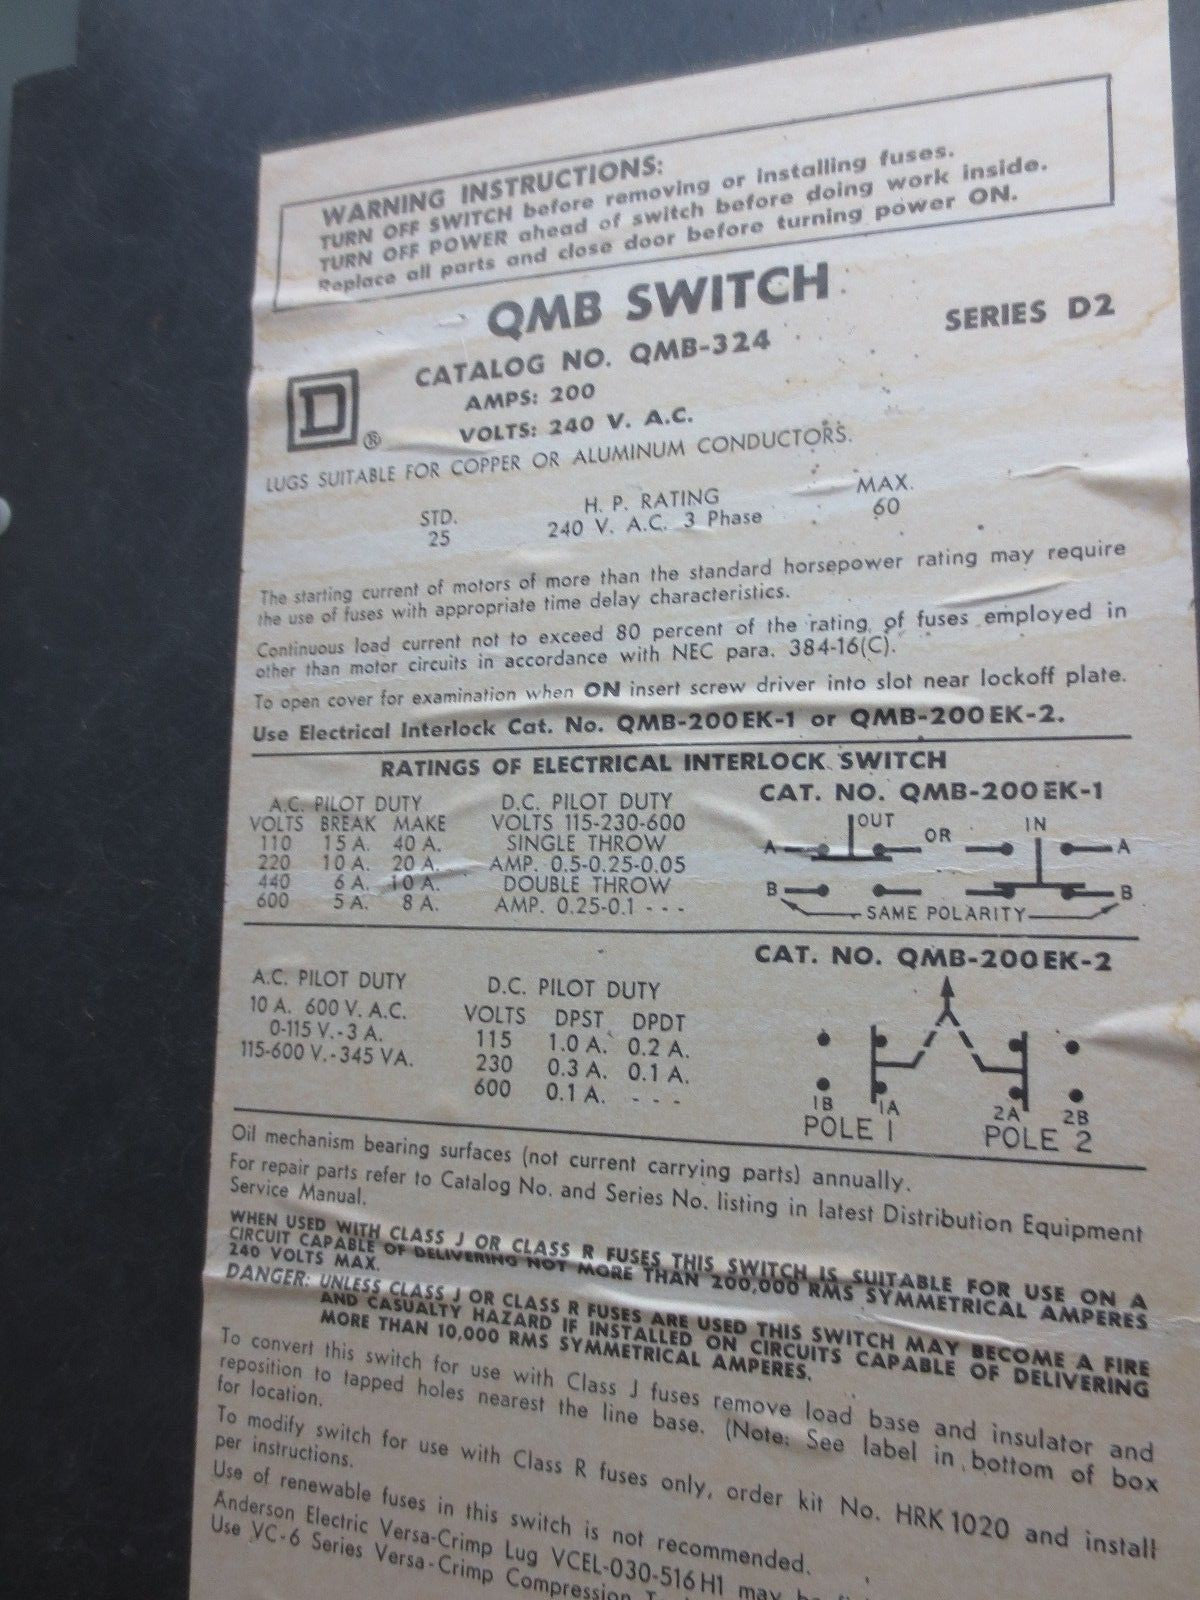 WARNING INSTRUCTIONS:
TURN OFF SWITCH before removing or installing fuses.
TURN OFF POWER ahead of switch before doing work inside.
Replace all parts and close door before turning power ON.
QMB SWITCH
SERIES D2
CATALOG NO. QMB-324
D
®
AMPS: 200
VOLTS: 240 V. A.C.
LUGS SUITABLE FOR COPPER OR ALUMINUM CONDUCTORS.
STD. H. P. RATING MAX.
25 240 V. A.C. 3 Phase 60
The starting current of motors of more than the standard horsepower rating may require
the use of fuses with appropriate time delay characteristics.
Continuous load current not to exceed 80 percent of the rating of fuses employed in
other than motor circuits in accordance with NEC para. 384-16(C).
To open cover for examination when ON insert screw driver into slot near lockoff plate.
Use Electrical Interlock Cat. No. QMB-200EK-1 or QMB-200EK-2.
RATINGS OF ELECTRICAL INTERLOCK SWITCH
A.C. PILOT DUTY D.C. PILOT DUTY CAT. NO. QMB-200EK-1
VOLTS BREAK MAKE VOLTS 115-230-600 OUT OR IN
110 15 A. 40 A. SINGLE THROW A A
220 10 A. 20 A. AMP. 0.5-0.25-0.05
440 6 A. 10 A. DOUBLE THROW B B
600 5 A. 8 A. AMP. 0.25-0.1 - - - SAME POLARITY
CAT. NO. QMB-200EK-2
A.C. PILOT DUTY D.C. PILOT DUTY
10 A. 600 V. A.C. VOLTS DPST DPDT
0-115 V.-3 A. 115 1.0 A. 0.2 A.
115-600 V.-345 VA. 230 0.3 A. 0.1 A.
600 0.1 A. - - -
1B 1A 2A 2B
POLE 1 POLE 2
Oil mechanism bearing surfaces (not current carrying parts) annually.
For repair parts refer to Catalog No. and Series No. listing in latest Distribution Equipment
Service Manual.
WHEN USED WITH CLASS J OR CLASS R FUSES THIS SWITCH IS SUITABLE FOR USE ON A
CIRCUIT CAPABLE OF DELIVERING NOT MORE THAN 200,000 RMS SYMMETRICAL AMPERES
240 VOLTS MAX.
DANGER: UNLESS CLASS J OR CLASS R FUSES ARE USED THIS SWITCH MAY BECOME A FIRE
AND CASUALTY HAZARD IF INSTALLED ON CIRCUITS CAPABLE OF DELIVERING
MORE THAN 10,000 RMS SYMMETRICAL AMPERES.
To convert this switch for use with Class J fuses remove load base and insulator and
reposition to tapped holes nearest the line base. (Note: See label in bottom of box
for location.
To modify switch for use with Class R fuses only, order kit No. HRK 1020 and install
per instructions.
Use of renewable fuses in this switch is not recommended.
Anderson Electric Versa-Crimp Lug VCEL-030-516H1 may be
Use VC-6 Series Versa-Crimp Compression